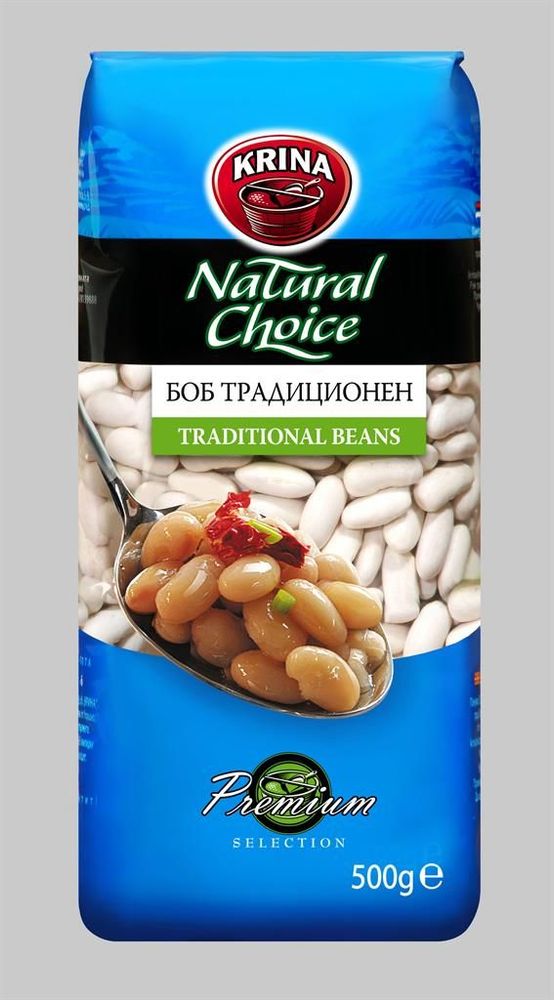 KRINA
Natural
Choice
БОБ ТРАДИЦИОНЕН
TRADITIONAL BEANS
Premium
SELECTION
500g e